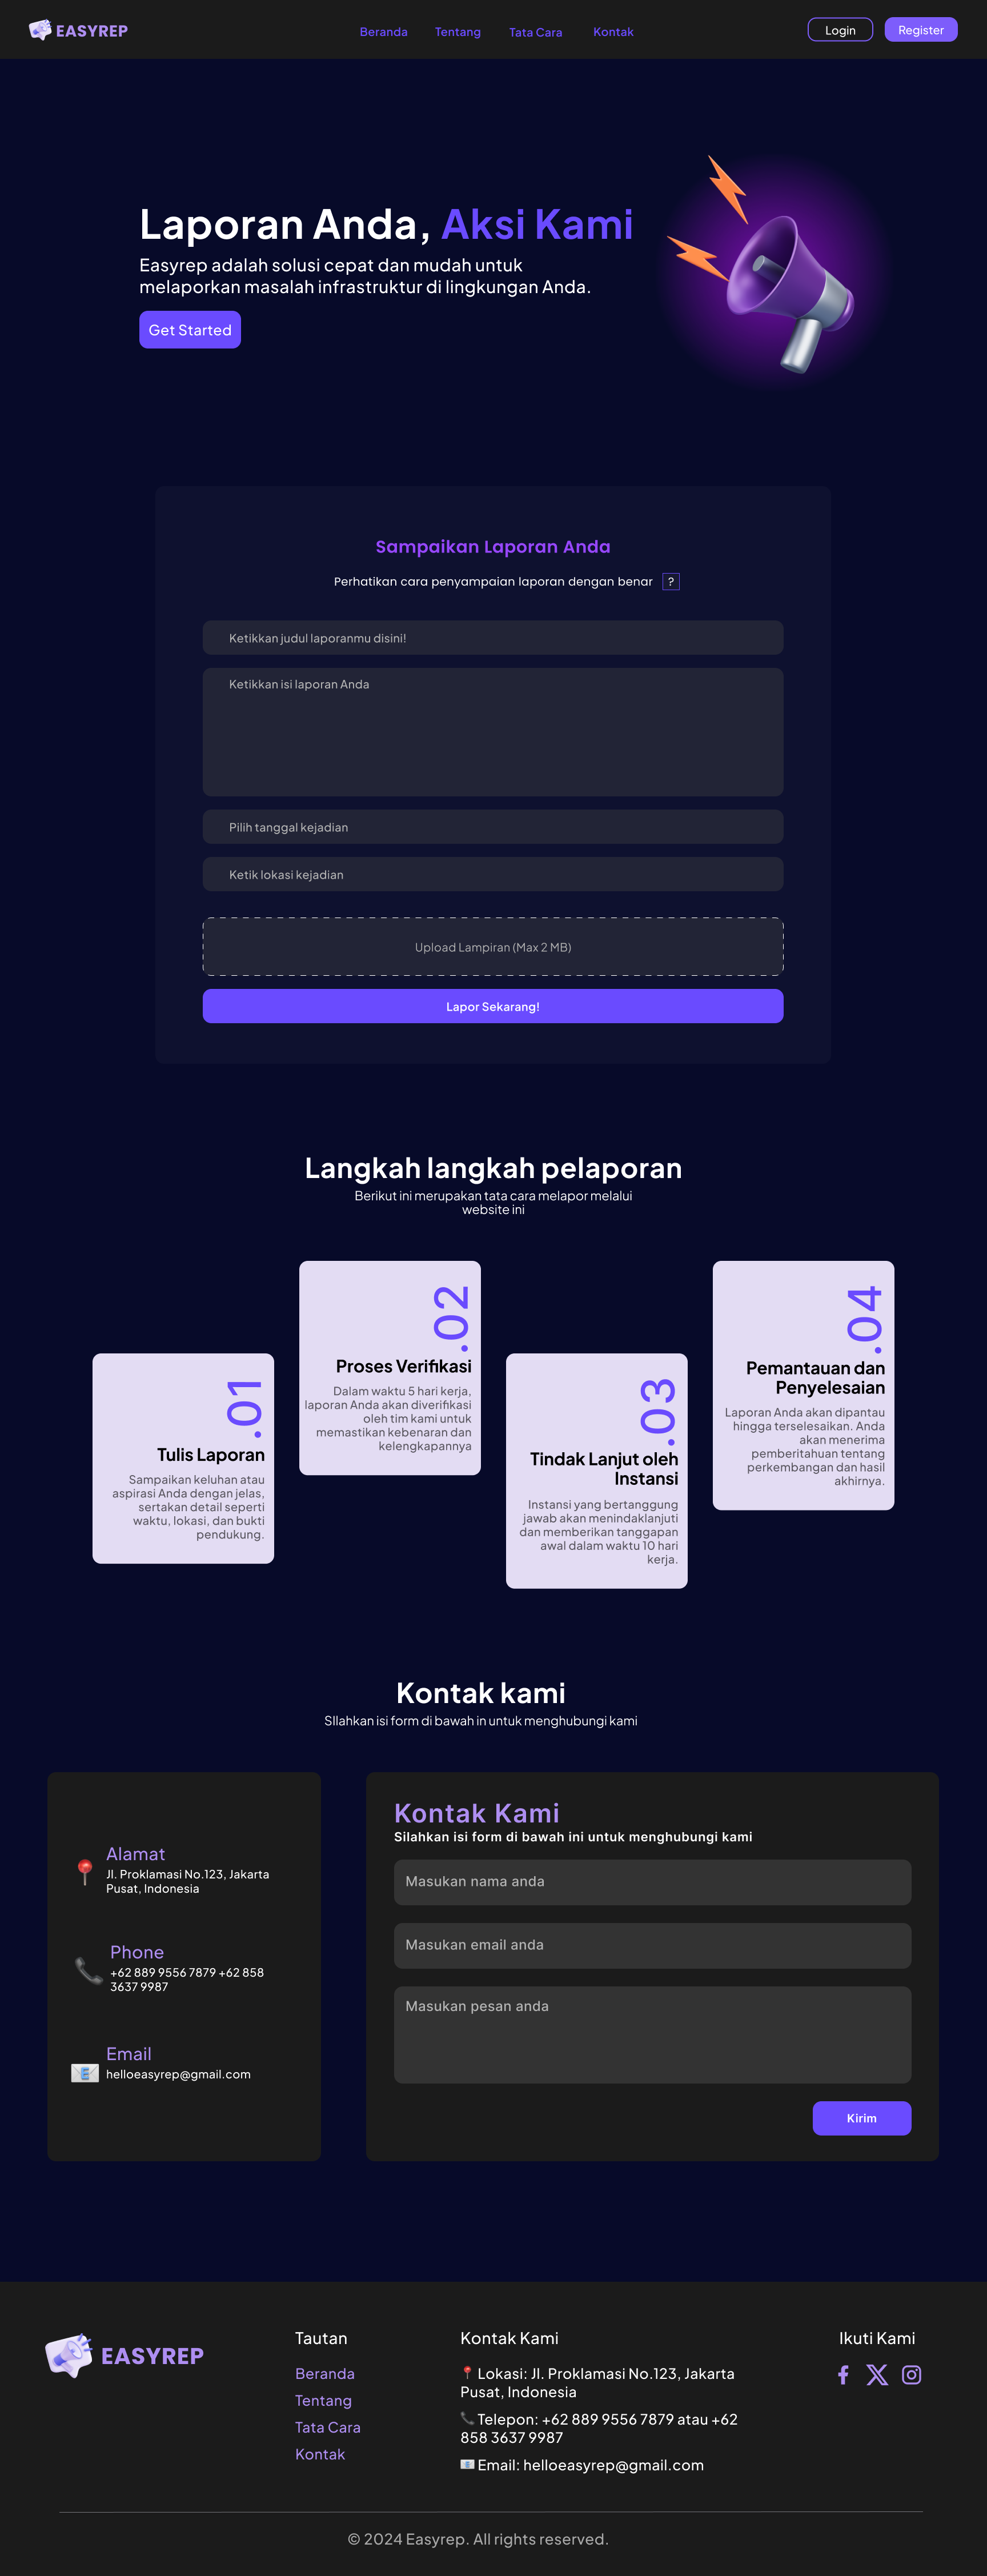 EASYREP
Beranda
Tentang
Tata Cara
Kontak
Login
Register
Laporan Anda, Aksi Kami
Easyrep adalah solusi cepat dan mudah untuk
melaporkan masalah infrastruktur di lingkungan Anda.
Get Started
Sampaikan Laporan Anda
Perhatikan cara penyampaian laporan dengan benar ?
Ketikkan judul laporanmu disini!
Ketikkan isi laporan Anda
Pilih tanggal kejadian
Ketik lokasi kejadian
Upload Lampiran (Max 2 MB)
Lapor Sekarang!
Langkah langkah pelaporan
Berikut ini merupakan tata cara melapor melalui
website ini
.01
Tulis Laporan
Sampaikan keluhan atau
aspirasi Anda dengan jelas,
sertakan detail seperti
waktu, lokasi, dan bukti
pendukung.
.02
Proses Verifikasi
Dalam waktu 5 hari kerja,
laporan Anda akan diverifikasi
oleh tim kami untuk
memastikan kebenaran dan
kelengkapannya
.03
Tindak Lanjut oleh
Instansi
Instansi yang bertanggung
jawab akan menindaklanjuti
dan memberikan tanggapan
awal dalam waktu 10 hari
kerja.
.04
Pemantauan dan
Penyelesaian
Laporan Anda akan dipantau
hingga terselesaikan. Anda
akan menerima
pemberitahuan tentang
perkembangan dan hasil
akhirnya.
Kontak kami
SIlahkan isi form di bawah in untuk menghubungi kami
Alamat
Jl. Proklamasi No.123, Jakarta
Pusat, Indonesia
Phone
+62 889 9556 7879 +62 858
3637 9987
Email
helloeasyrep@gmail.com
Kontak Kami
Silahkan isi form di bawah ini untuk menghubungi kami
Masukan nama anda
Masukan email anda
Masukan pesan anda
Kirim
EASYREP
Tautan
Beranda
Tentang
Tata Cara
Kontak
Kontak Kami
📍 Lokasi: Jl. Proklamasi No.123, Jakarta
Pusat, Indonesia
📞 Telepon: +62 889 9556 7879 atau +62
858 3637 9987
📧 Email: helloeasyrep@gmail.com
Ikuti Kami
© 2024 Easyrep. All rights reserved.